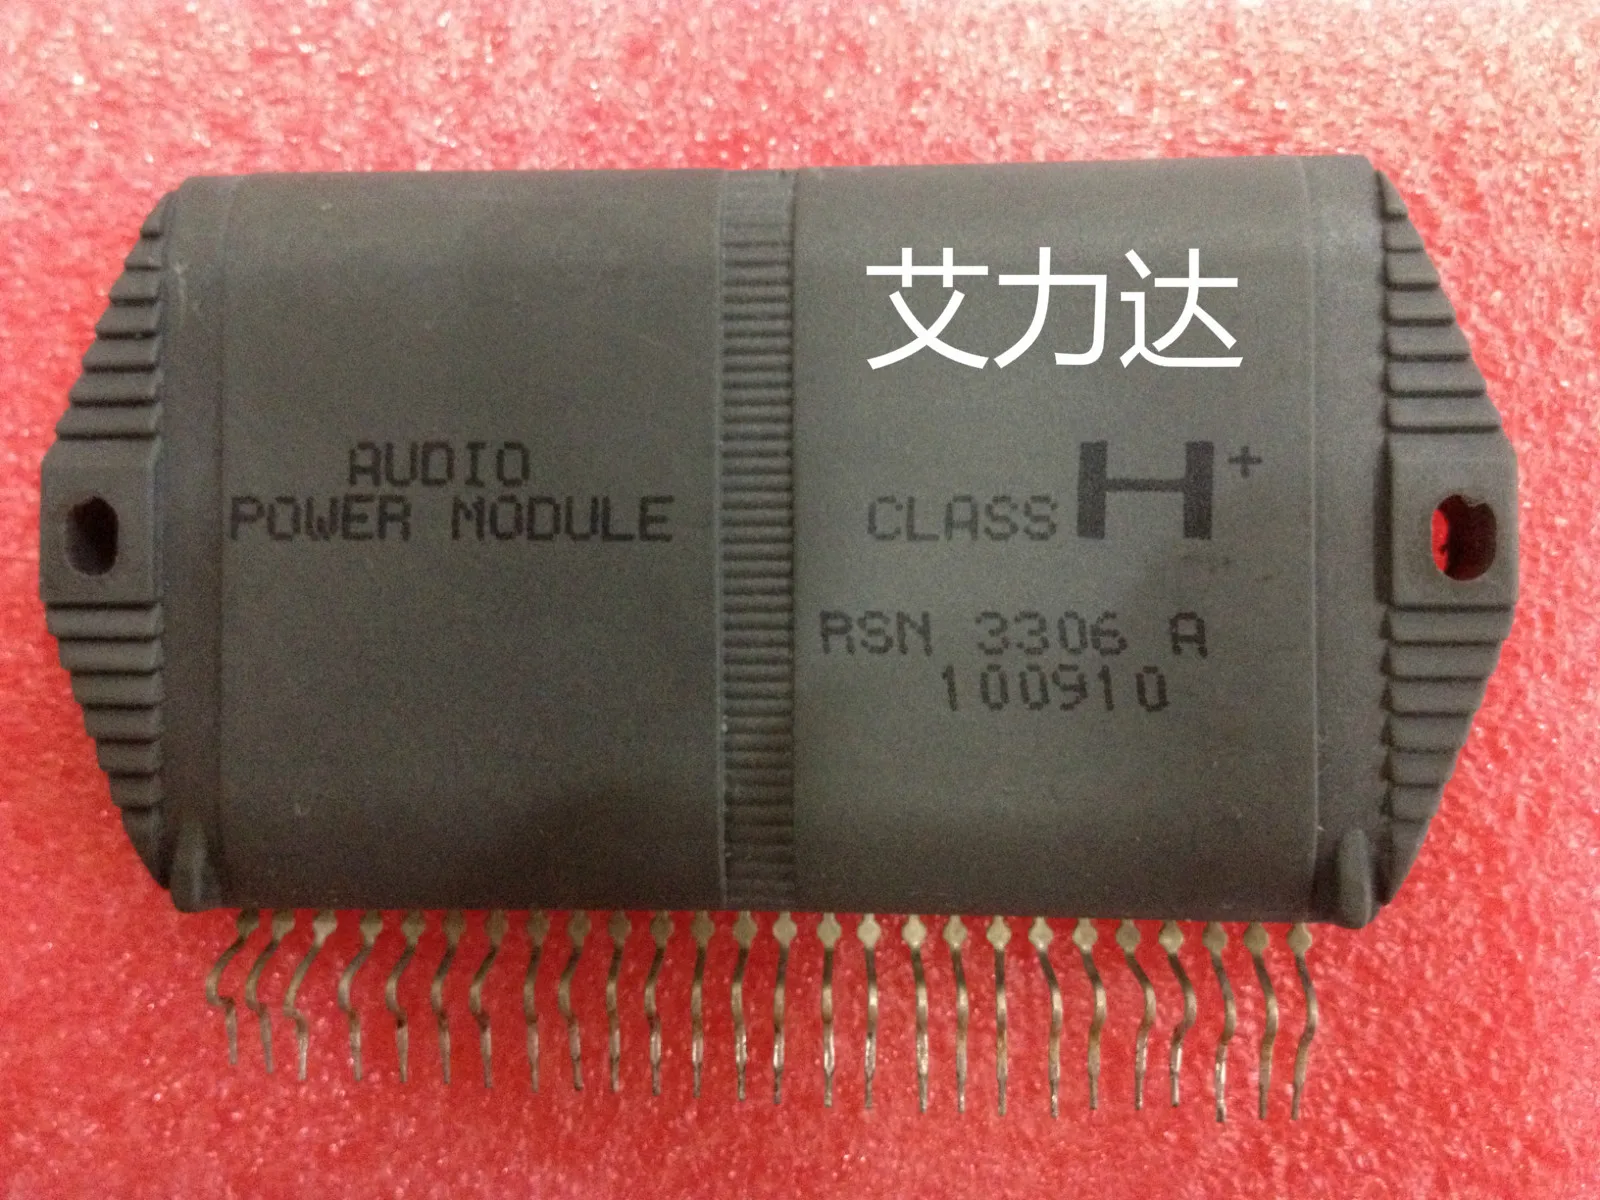 艾力达
AUDIO
POWER MODULE
CLASS H+
RSN 3306 A
100910